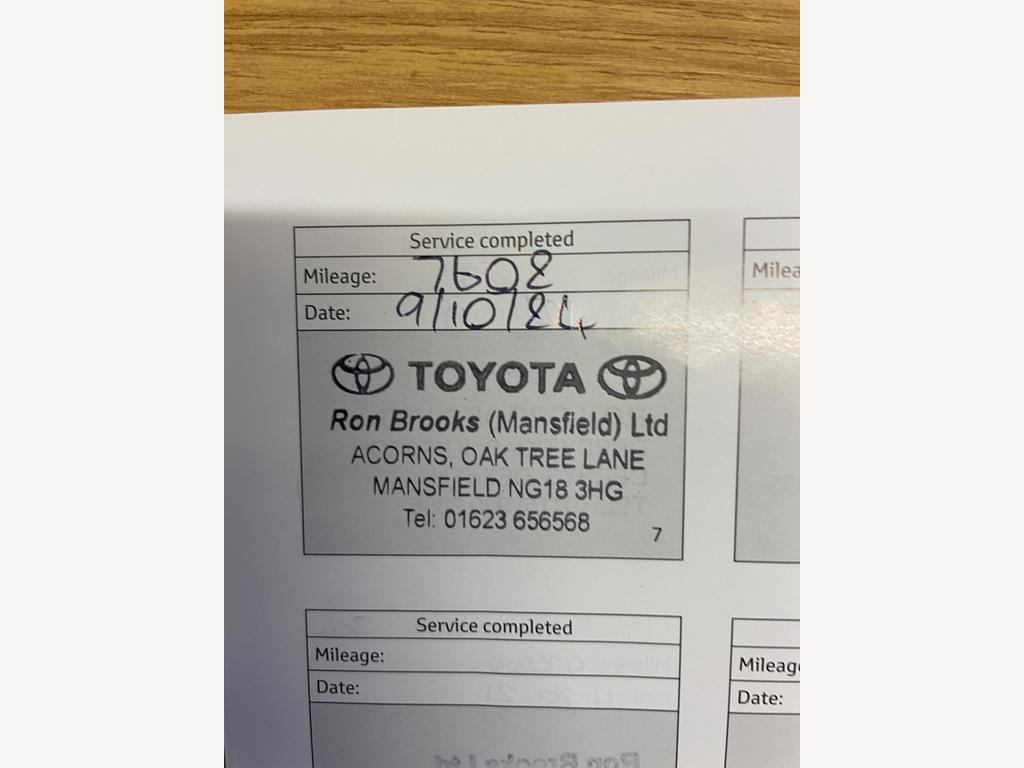 Service completed
Mileage: 7608
Date: 9/10/24
TOYOTA
Ron Brooks (Mansfield) Ltd
ACORNS, OAK TREE LANE
MANSFIELD NG18 3HG
Tel: 01623 656568
7
Milea
Service completed
Mileage:
Date:
Mileag
Date: